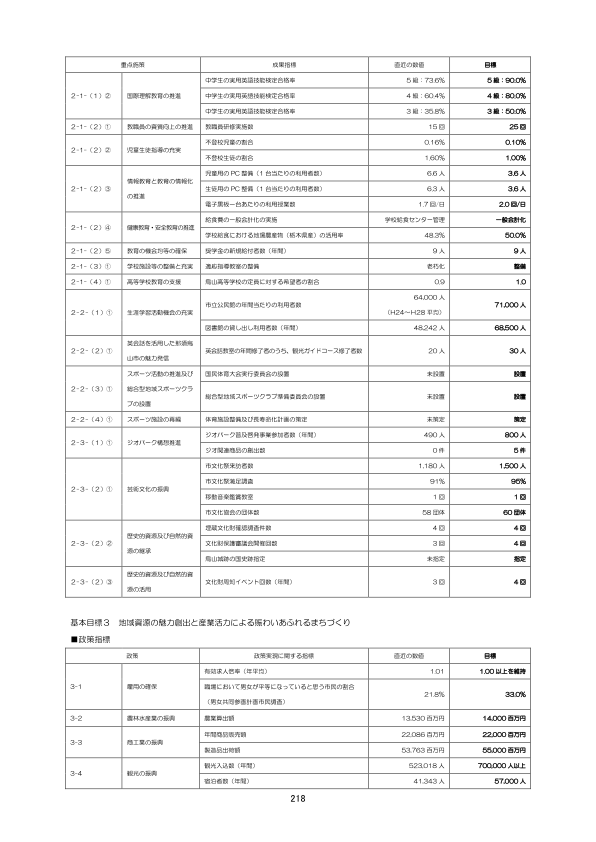 重点施策 成果指標 直近の数値 目標
2-1-（1）② 国際理解教育の推進 中学生の実用英語技能検定合格率 5級：73.6% 5級：90.0%
中学生の実用英語技能検定合格率 4級：60.4% 4級：80.0%
中学生の実用英語技能検定合格率 3級：35.8% 3級：50.0%
2-1-（2）① 教職員の資質向上の推進 教職員研修実施数 15回 25回
2-1-（2）② 児童生徒指導の充実 不登校児童の割合 0.16% 0.10%
不登校生徒の割合 1.60% 1.00%
2-1-（2）③ 情報教育と教育の情報化の推進 児童用のPC整備（1台当たりの利用者数） 6.6人 3.6人
生徒用のPC整備（1台当たりの利用者数） 6.3人 3.6人
電子黒板一台あたりの利用授業数 1.7回/日 2.0回/日
2-1-（2）④ 健康教育・安全教育の推進 給食費の一般会計化の実施 学校給食センター管理 一般会計化
学校給食における地場農産物（栃木県産）の活用率 48.3% 50.0%
2-1-（2）⑤ 教育の機会均等の確保 奨学金の新規給付者数（年間） 9人 9人
2-1-（3）① 学校施設等の整備と充実 適応指導教室の整備 老朽化 整備
2-1-（4）① 高等学校教育の支援 烏山高等学校の定員に対する希望者の割合 0.9 1.0
2-2-（1）① 生涯学習活動機会の充実 市立公民館の年間当たりの利用者数 64,000人（H24～H28平均） 71,000人
図書館の貸し出し利用者数（年間） 48,242人 68,500人
2-2-（2）① 英会話を活用した那須烏山市の魅力発信 英会話教室の年間修了者のうち、観光ガイドコース修了者数 20人 30人
2-2-（3）① スポーツ活動の推進及び総合型地域スポーツクラブの設置 国民体育大会実行委員会の設置 未設置 設置
総合型地域スポーツクラブ準備委員会の設置 未設置 設置
2-2-（4）① スポーツ施設の再編 体育施設整備及び長寿命化計画の策定 未策定 策定
2-3-（1）① ジオパーク構想推進 ジオパーク普及啓発事業参加者数（年間） 490人 800人
ジオ関連商品の創出数 0件 5件
2-3-（2）① 芸術文化の振興 市文化祭来訪者数 1,180人 1,500人
市文化祭満足調査 91% 95%
移動音楽鑑賞教室 1回 1回
市文化協会の団体数 58団体 60団体
2-3-（2）② 歴史的資源及び自然的資源の継承 埋蔵文化財確認調査件数 4回 4回
文化財保護審議会開催回数 3回 4回
烏山城跡の国史跡指定 未指定 指定
2-3-（2）③ 歴史的資源及び自然的資源の活用 文化財周知イベント回数（年間） 3回 4回
基本目標3　地域資源の魅力創出と産業活力による賑わいあふれるまちづくり
■政策指標
政策 政策実現に関する指標 直近の数値 目標
3-1 雇用の確保 有効求人倍率（年平均） 1.01 1.00以上を維持
職場において男女が平等になっていると思う市民の割合（男女共同参画計画市民調査） 21.8% 33.0%
3-2 農林水産業の振興 農業算出額 13,530百万円 14,000百万円
3-3 商工業の振興 年間商品販売額 22,086百万円 22,000百万円
製造品出荷額 53,763百万円 55,000百万円
3-4 観光の振興 観光入込数（年間） 523,018人 700,000人以上
宿泊者数（年間） 41,343人 57,000人
218